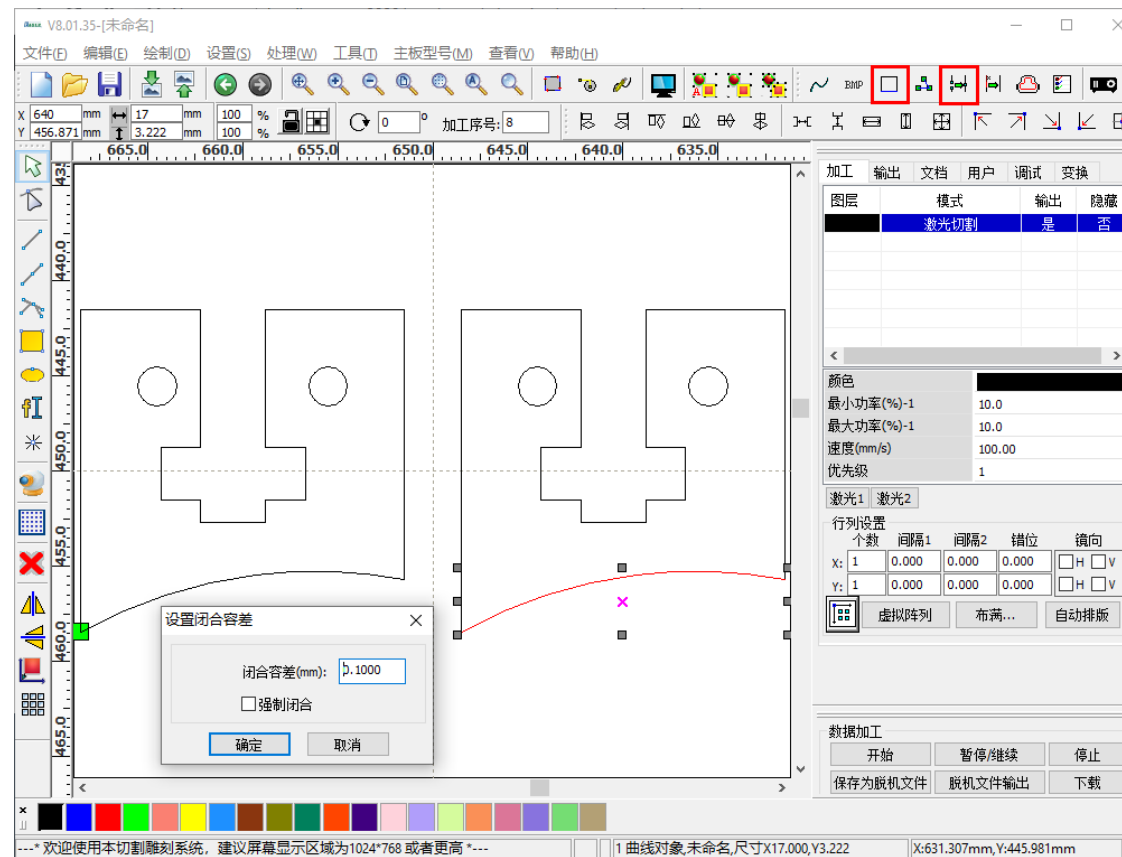 V8.01.35-[未命名]
文件(F) 编辑(E) 绘制(D) 设置(S) 处理(W) 工具(T) 主板型号(M) 查看(V) 帮助(H)
BMP
X 640 mm 17 mm 100 %
Y 456.871 mm 3.222 mm 100 %
0 ° 加工序号: 8
665.0 660.0 655.0 650.0 645.0 640.0 635.0
440.0
445.0
450.0
455.0
460.0
465.0
设置闭合容差
闭合容差(mm): 0.1000
强制闭合
确定 取消
加工 输出 文档 用户 调试 变换
图层 模式 输出 隐藏
激光切割 是 否
颜色
最小功率(%)-1 10.0
最大功率(%)-1 10.0
速度(mm/s) 100.00
优先级 1
激光1 激光2
行列设置
个数 间隔1 间隔2 错位 镜向
X: 1 0.000 0.000 0.000 H V
Y: 1 0.000 0.000 0.000 H V
虚拟阵列 布满... 自动排版
数据加工
开始 暂停/继续 停止
保存为脱机文件 脱机文件输出 下载
---* 欢迎使用本切割雕刻系统，建议屏幕显示区域为1024*768 或者更高 *---
1 曲线对象,未命名,尺寸X17.000,Y3.222
X:631.307mm,Y:445.981mm